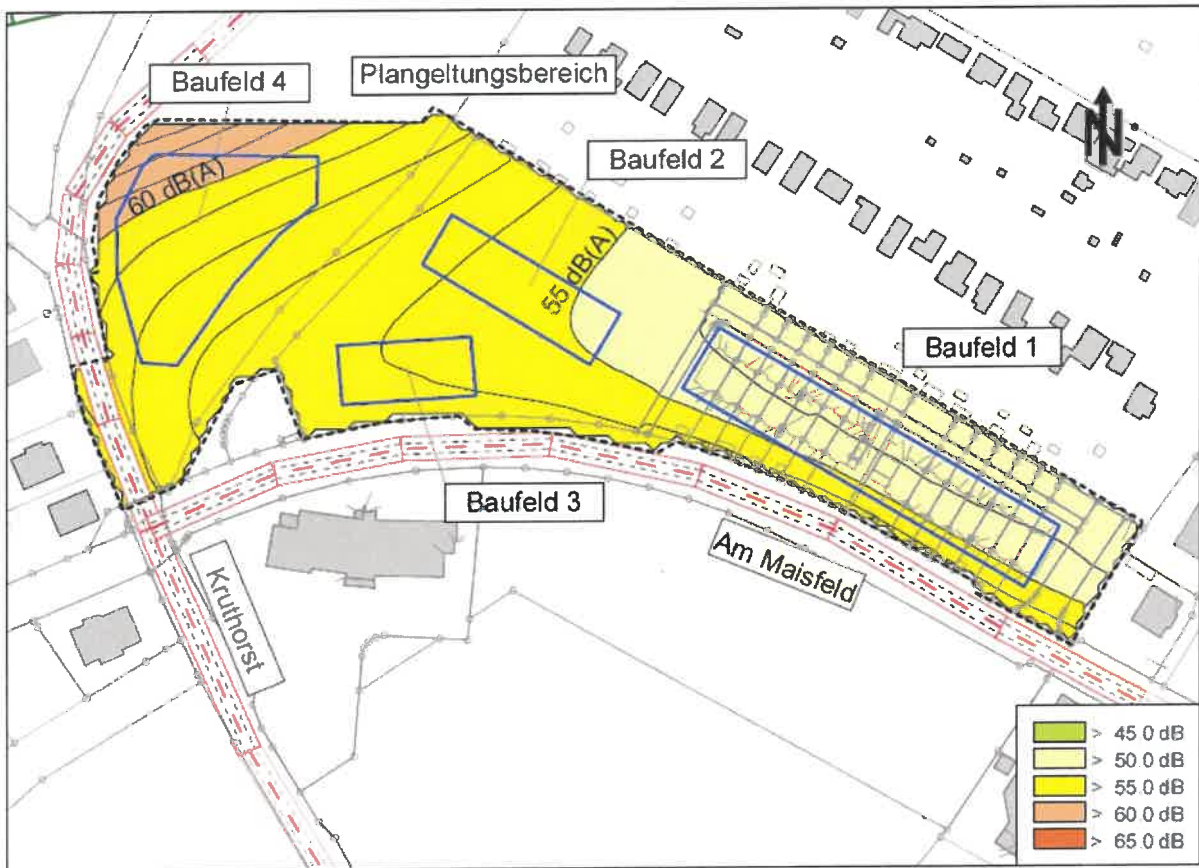 Baufeld 4
Plangeltungsbereich
Baufeld 2
N
60 dB(A)
55 dB(A)
Baufeld 1
Baufeld 3
Am Maisfeld
Kruthorst
> 45.0 dB
> 50.0 dB
> 55.0 dB
> 60.0 dB
> 65.0 dB